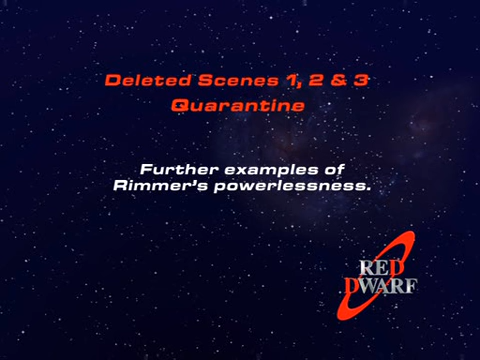 Deleted Scenes 1, 2 & 3
Quarantine
Further examples of
Rimmer's powerlessness.
RED
DWARF